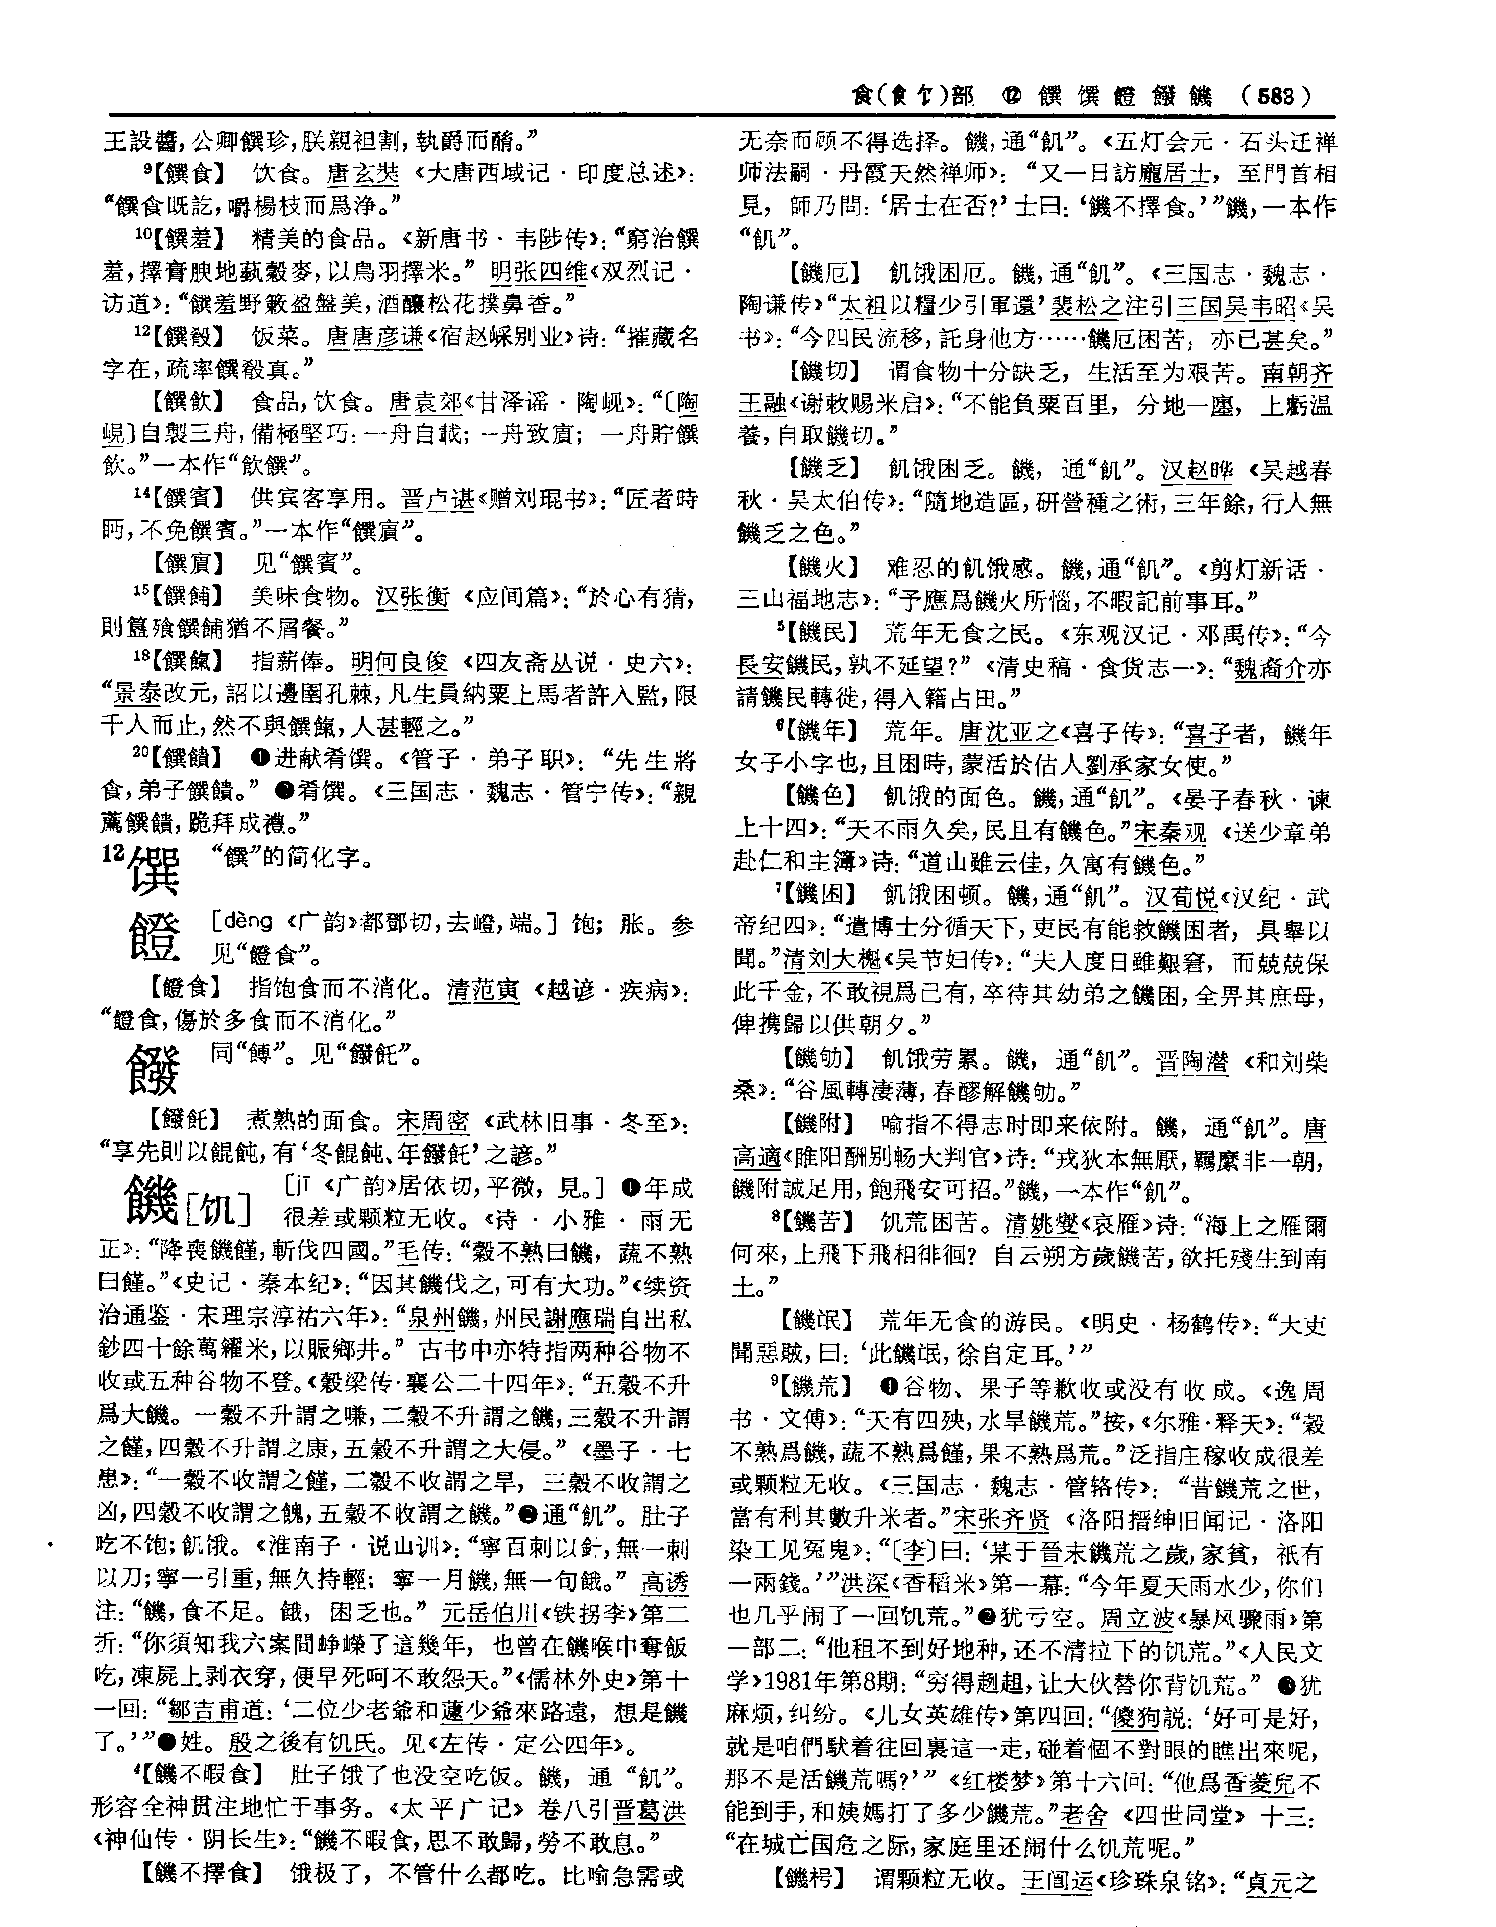 食(𩙿饣)部 ⑫ 饌馔䠬䭯饑 (583)
王設醬,公卿饌珍,朕親袒割,執爵而酳。”
⁹【饌食】 饮食。唐玄奘《大唐西域记·印度总述》:
“饌食既訖,嚼楊枝而爲净。”
¹⁰【饌羞】 精美的食品。《新唐书·韦陟传》:“窮治饌
羞,擇膏腴地蓺穀麥,以鳥羽擇米。”明张四维《双烈记·
访道》:“饌羞野簌盈盤美,酒釀松花撲鼻香。”
¹²【饌殽】 饭菜。唐唐彦谦《宿赵𡸗别业》诗:“摧藏名
字在,疏率饌殽真。”
【饌飲】 食品,饮食。唐袁郊《甘泽谣·陶岘》:“〔陶
峴〕自製三舟,備極堅巧:一舟自載;一舟致賔;一舟貯饌
飲。”一本作“飲饌”。
¹⁴【饌賓】 供宾客享用。晋卢谌《赠刘琨书》:“匠者時
眄,不免饌賓。”一本作“饌賔”。
【饌賔】 见“饌賓”。
¹⁵【饌餔】 美味食物。汉张衡《应间篇》:“於心有猜,
則簋飱饌餔猶不屑餐。”
¹⁸【饌餼】 指薪俸。明何良俊《四友斋丛说·史六》:
“景泰改元,詔以邊圉孔棘,凡生員納粟上馬者許入監,限
千人而止,然不與饌餼,人甚輕之。”
²⁰【饌饋】 ❶进献肴馔。《管子·弟子职》:“先生將
食,弟子饌饋。”❷肴馔。《三国志·魏志·管宁传》:“親
薦饌饋,跪拜成禮。”
12馔 “饌”的简化字。
䠬 [dèng 《广韵》都鄧切,去嶝,端。] 饱;胀。参
见“䠬食”。
【䠬食】 指饱食而不消化。清范寅《越谚·疾病》:
“䠬食,傷於多食而不消化。”
䭯 同“餺”。见“䭯飥”。
【䭯飥】 煮熟的面食。宋周密《武林旧事·冬至》:
“享先則以餛飩,有‘冬餛飩、年䭯飥’之諺。”
饑[饥] [jī 《广韵》居依切,平微,見。] ❶年成
很差或颗粒无收。《诗·小雅·雨无
正》:“降喪饑饉,斬伐四國。”毛传:“穀不熟曰饑,蔬不熟
曰饉。”《史记·秦本纪》:“因其饑伐之,可有大功。”《续资
治通鉴·宋理宗淳祐六年》:“泉州饑,州民謝應瑞自出私
鈔四十餘萬糴米,以賑鄉井。”古书中亦特指两种谷物不
收或五种谷物不登。《穀梁传·襄公二十四年》:“五穀不升
爲大饑。一穀不升謂之嗛,二穀不升謂之饑,三穀不升謂
之饉,四穀不升謂之康,五穀不升謂之大侵。”《墨子·七
患》:“一穀不收謂之饉,二穀不收謂之旱,三穀不收謂之
凶,四穀不收謂之餽,五穀不收謂之饑。”❷通“飢”。肚子
吃不饱;飢饿。《淮南子·说山训》:“寧百刺以針,無一刺
以刀;寧一引重,無久持輕;寧一月饑,無一旬餓。”高诱
注:“饑,食不足。餓,困乏也。”元岳伯川《铁拐李》第二
折:“你須知我六案間崢嶸了這幾年,也曾在饑喉中奪飯
吃,凍屍上剥衣穿,便早死呵不敢怨天。”《儒林外史》第十
一回:“鄒吉甫道:‘二位少老爺和蘧少爺來路遠,想是饑
了。’”❸姓。殷之後有饥氏。见《左传·定公四年》。
⁴【饑不暇食】 肚子饿了也没空吃饭。饑,通“飢”。
形容全神贯注地忙于事务。《太平广记》卷八引晋葛洪
《神仙传·阴长生》:“饑不暇食,思不敢歸,勞不敢息。”
【饑不擇食】 饿极了,不管什么都吃。比喻急需或
无奈而顾不得选择。饑,通“飢”。《五灯会元·石头迁禅
师法嗣·丹霞天然禅师》:“又一日訪龐居士,至門首相
見,師乃問:‘居士在否?’士曰:‘饑不擇食。’”饑,一本作
“飢”。
【饑厄】 飢饿困厄。饑,通“飢”。《三国志·魏志·
陶谦传》“太祖以糧少引軍還’裴松之注引三国吴韦昭《吴
书》:“今四民流移,託身他方……饑厄困苦,亦已甚矣。”
【饑切】 谓食物十分缺乏,生活至为艰苦。南朝齐
王融《谢敕赐米启》:“不能負粟百里,分地一廛,上虧温
養,自取饑切。”
【饑乏】 飢饿困乏。饑,通“飢”。汉赵晔《吴越春
秋·吴太伯传》:“隨地造區,研營種之術,三年餘,行人無
饑乏之色。”
【饑火】 难忍的飢饿感。饑,通“飢”。《剪灯新话·
三山福地志》:“予應爲饑火所惱,不暇記前事耳。”
⁵【饑民】 荒年无食之民。《东观汉记·邓禹传》:“今
長安饑民,孰不延望?”《清史稿·食货志一》:“魏裔介亦
請饑民轉徙,得入籍占田。”
⁶【饑年】 荒年。唐沈亚之《喜子传》:“喜子者,饑年
女子小字也,且困時,蒙活於估人劉承家女使。”
【饑色】 飢饿的面色。饑,通“飢”。《晏子春秋·谏
上十四》:“天不雨久矣,民且有饑色。”宋秦观《送少章弟
赴仁和主簿》诗:“道山雖云佳,久寓有饑色。”
⁷【饑困】 飢饿困顿。饑,通“飢”。汉荀悦《汉纪·武
帝纪四》:“遣博士分循天下,吏民有能救饑困者,具舉以
聞。”清刘大櫆《吴节妇传》:“夫人度日雖艱窘,而兢兢保
此千金,不敢視爲己有,卒待其幼弟之饑困,全畀其庶母,
俾携歸以供朝夕。”
【饑劬】 飢饿劳累。饑,通“飢”。晋陶潜《和刘柴
桑》:“谷風轉淒薄,春醪解饑劬。”
【饑附】 喻指不得志时即来依附。饑,通“飢”。唐
高適《睢阳酬别畅大判官》诗:“戎狄本無厭,羈縻非一朝,
饑附誠足用,飽飛安可招。”饑,一本作“飢”。
⁸【饑苦】 饥荒困苦。清姚燮《哀雁》诗:“海上之雁爾
何來,上飛下飛相徘徊?自云朔方歲饑苦,欲托殘生到南
土。”
【饑氓】 荒年无食的游民。《明史·杨鹤传》:“大吏
聞惡聞,曰:‘此饑氓,徐自定耳。’”
⁹【饑荒】 ❶谷物、果子等歉收或没有收成。《逸周
书·文傅》:“天有四殃,水旱饑荒。”按,《尔雅·释天》:“穀
不熟爲饑,蔬不熟爲饉,果不熟爲荒。”泛指庄稼收成很差
或颗粒无收。《三国志·魏志·管辂传》:“昔饑荒之世,
當有利其數升米者。”宋张齐贤《洛阳搢绅旧闻记·洛阳
染工见冤鬼》:“〔李〕曰:‘某于晉末饑荒之歲,家貧,祇有
一兩錢。’”洪深《香稻米》第一幕:“今年夏天雨水少,你们
也几乎闹了一回饥荒。”❷犹亏空。周立波《暴风骤雨》第
一部二:“他租不到好地种,还不清拉下的饥荒。”《人民文
学》1981年第8期:“穷得趔趄,让大伙替你背饥荒。” ❸犹
麻烦,纠纷。《儿女英雄传》第四回:“傻狗説:‘好可是好,
就是咱們馱着往回裏這一走,碰着個不對眼的瞧出來呢,
那不是活饑荒嗎?’”《红楼梦》第十六回:“他爲香菱兒不
能到手,和姨媽打了多少饑荒。”老舍《四世同堂》十三:
“在城亡国危之际,家庭里还闹什么饥荒呢。”
【饑枵】 谓颗粒无收。王闿运《珍珠泉铭》:“貞元之